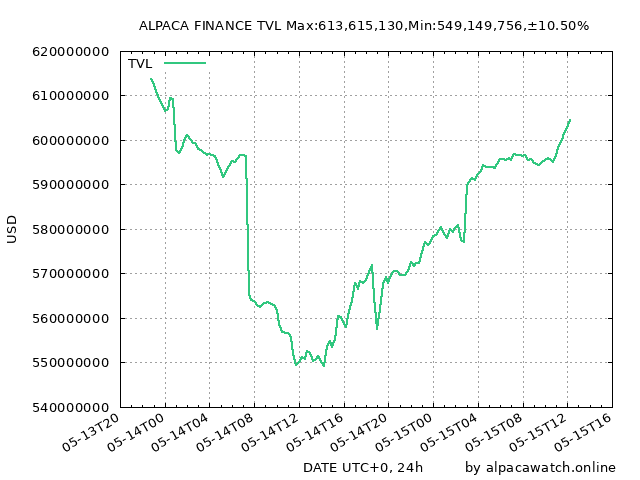 ALPACA FINANCE TVL Max:613,615,130,Min:549,149,756,±10.50%
620000000
TVL
610000000
600000000
590000000
580000000
USD
570000000
560000000
550000000
540000000
05-13T20
05-14T00
05-14T04
05-14T08
05-14T12
05-14T16
05-14T20
05-15T00
05-15T04
05-15T08
05-15T12
05-15T16
DATE UTC+0, 24h
by alpacawatch.online